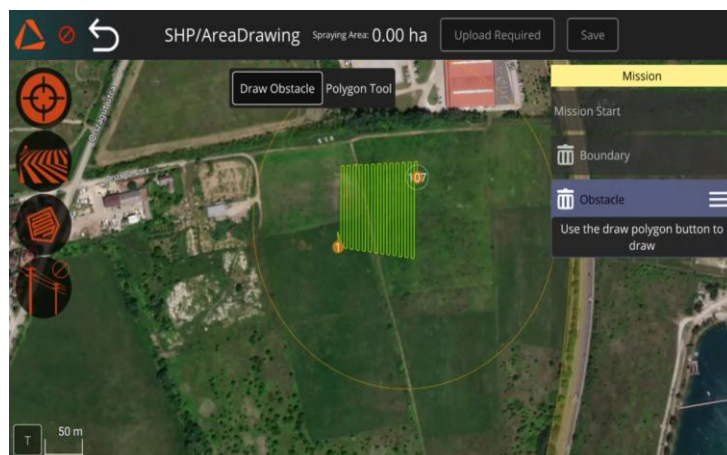 SHP/AreaDrawing
Spraying Area: 0.00 ha
Upload Required
Save
Draw Obstacle
Polygon Tool
Mission
Mission Start
Boundary
Obstacle
Use the draw polygon button to
draw
107
1
T
50 m